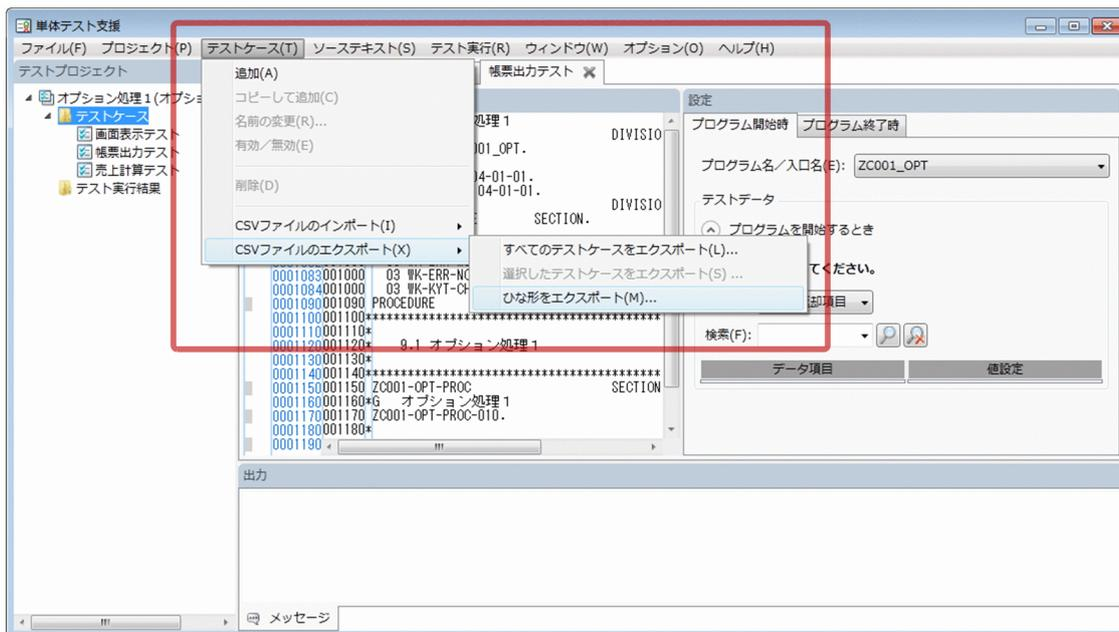 単体テスト支援
ファイル(F) プロジェクト(P) テストケース(T) ソーステキスト(S) テスト実行(R) ウィンドウ(W) オプション(O) ヘルプ(H)
テストプロジェクト
オプション処理1(オプシ
テストケース
画面表示テスト
帳票出力テスト
売上計算テスト
テスト実行結果
追加(A)
コピーして追加(C)
名前の変更(R)...
有効/無効(E)
削除(D)
CSVファイルのインポート(I)
CSVファイルのエクスポート(X)
すべてのテストケースをエクスポート(L)...
選択したテストケースをエクスポート(S) ...
ひな形をエクスポート(M)...
帳票出力テスト
処理1
DIVISIO
01_OPT.
4-01-01.
04-01-01.
DIVISIO
SECTION.
0001083001000 03 WK-ERR-NO
0001084001000 03 WK-KYT-CH
0001090001090 PROCEDURE
0001100001100*****************************************
0001110001110*
0001120001120* 9.1 オプション処理1
0001130001130*
0001140001140*****************************************
0001150001150 ZC001-OPT-PROC SECTION
0001160001160*G オプション処理1
0001170001170 ZC001-OPT-PROC-010.
0001180001180*
0001190
設定
プログラム開始時 プログラム終了時
プログラム名/入口名(E): ZC001_OPT
テストデータ
プログラムを開始するとき
てください。
却項目
検索(F):
データ項目 値設定
出力
メッセージ